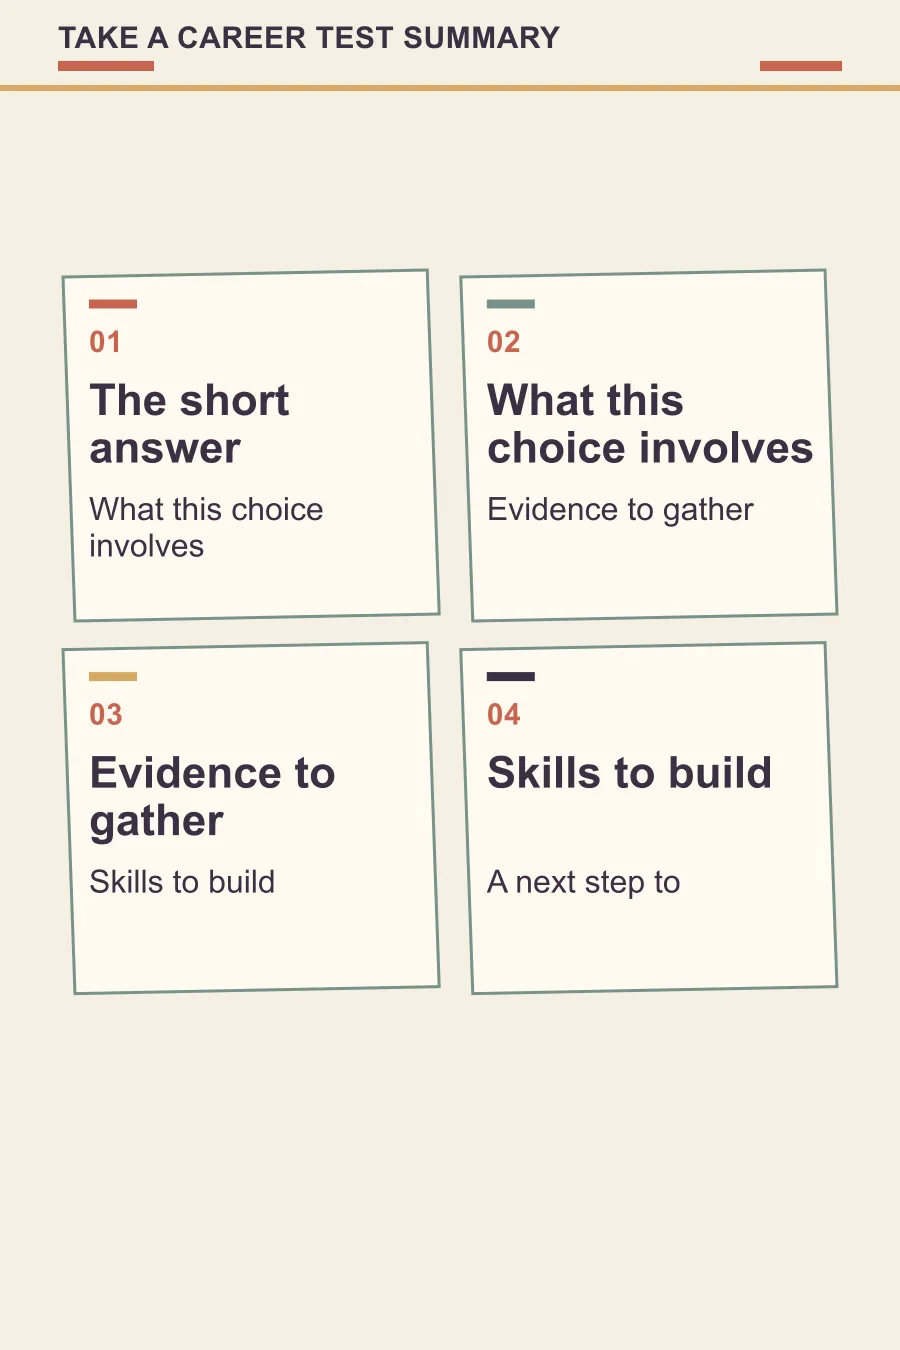 TAKE A CAREER TEST SUMMARY
01
The short
answer
What this choice
involves
02
What this
choice involves
Evidence to gather
03
Evidence to
gather
Skills to build
04
Skills to build
A next step to